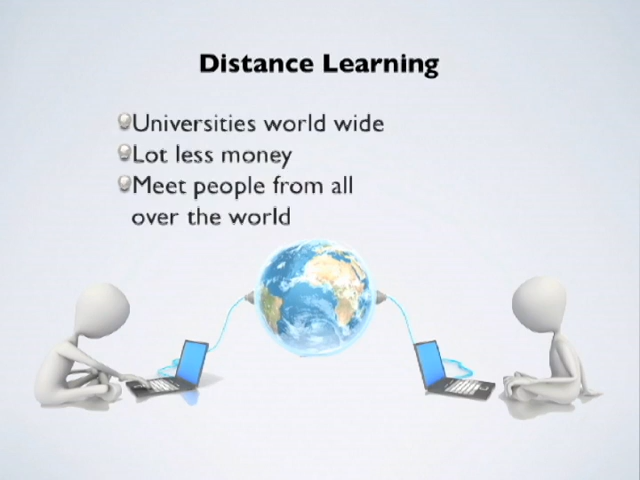 Distance Learning
Universities world wide
Lot less money
Meet people from all
over the world